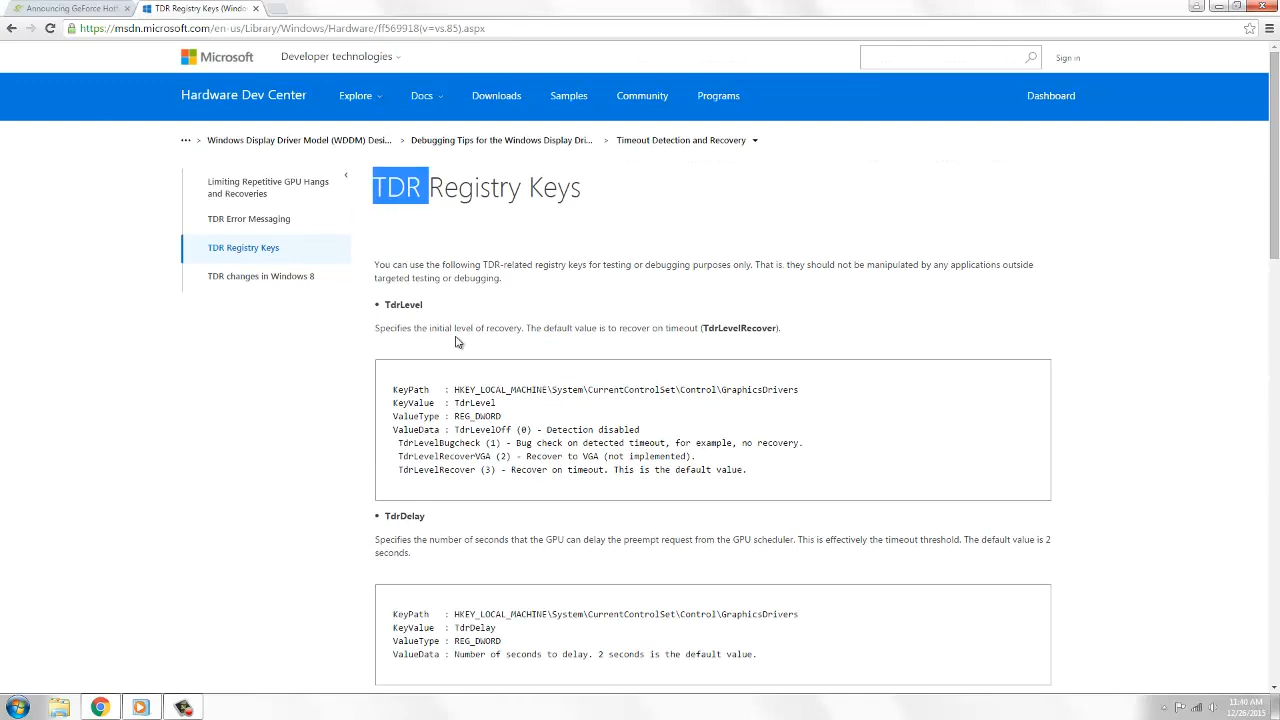 Announcing GeForce Hot
TDR Registry Keys (Windo
https://msdn.microsoft.com/en-us/Library/Windows/Hardware/ff569918(v=vs.85).aspx
Microsoft
Developer technologies
Sign in
Hardware Dev Center
Explore
Docs
Downloads
Samples
Community
Programs
Dashboard
••• > Windows Display Driver Model (WDDM) Desi... > Debugging Tips for the Windows Display Dri... > Timeout Detection and Recovery
Limiting Repetitive GPU Hangs
and Recoveries
TDR Error Messaging
TDR Registry Keys
TDR changes in Windows 8
TDR Registry Keys
You can use the following TDR-related registry keys for testing or debugging purposes only. That is, they should not be manipulated by any applications outside
targeted testing or debugging.
• TdrLevel
Specifies the initial level of recovery. The default value is to recover on timeout (TdrLevelRecover).
KeyPath : HKEY_LOCAL_MACHINE\System\CurrentControlSet\Control\GraphicsDrivers
KeyValue : TdrLevel
ValueType : REG_DWORD
ValueData : TdrLevelOff (0) - Detection disabled
TdrLevelBugcheck (1) - Bug check on detected timeout, for example, no recovery.
TdrLevelRecoverVGA (2) - Recover to VGA (not implemented).
TdrLevelRecover (3) - Recover on timeout. This is the default value.
• TdrDelay
Specifies the number of seconds that the GPU can delay the preempt request from the GPU scheduler. This is effectively the timeout threshold. The default value is 2
seconds.
KeyPath : HKEY_LOCAL_MACHINE\System\CurrentControlSet\Control\GraphicsDrivers
KeyValue : TdrDelay
ValueType : REG_DWORD
ValueData : Number of seconds to delay. 2 seconds is the default value.
11:40 AM
12/26/2015